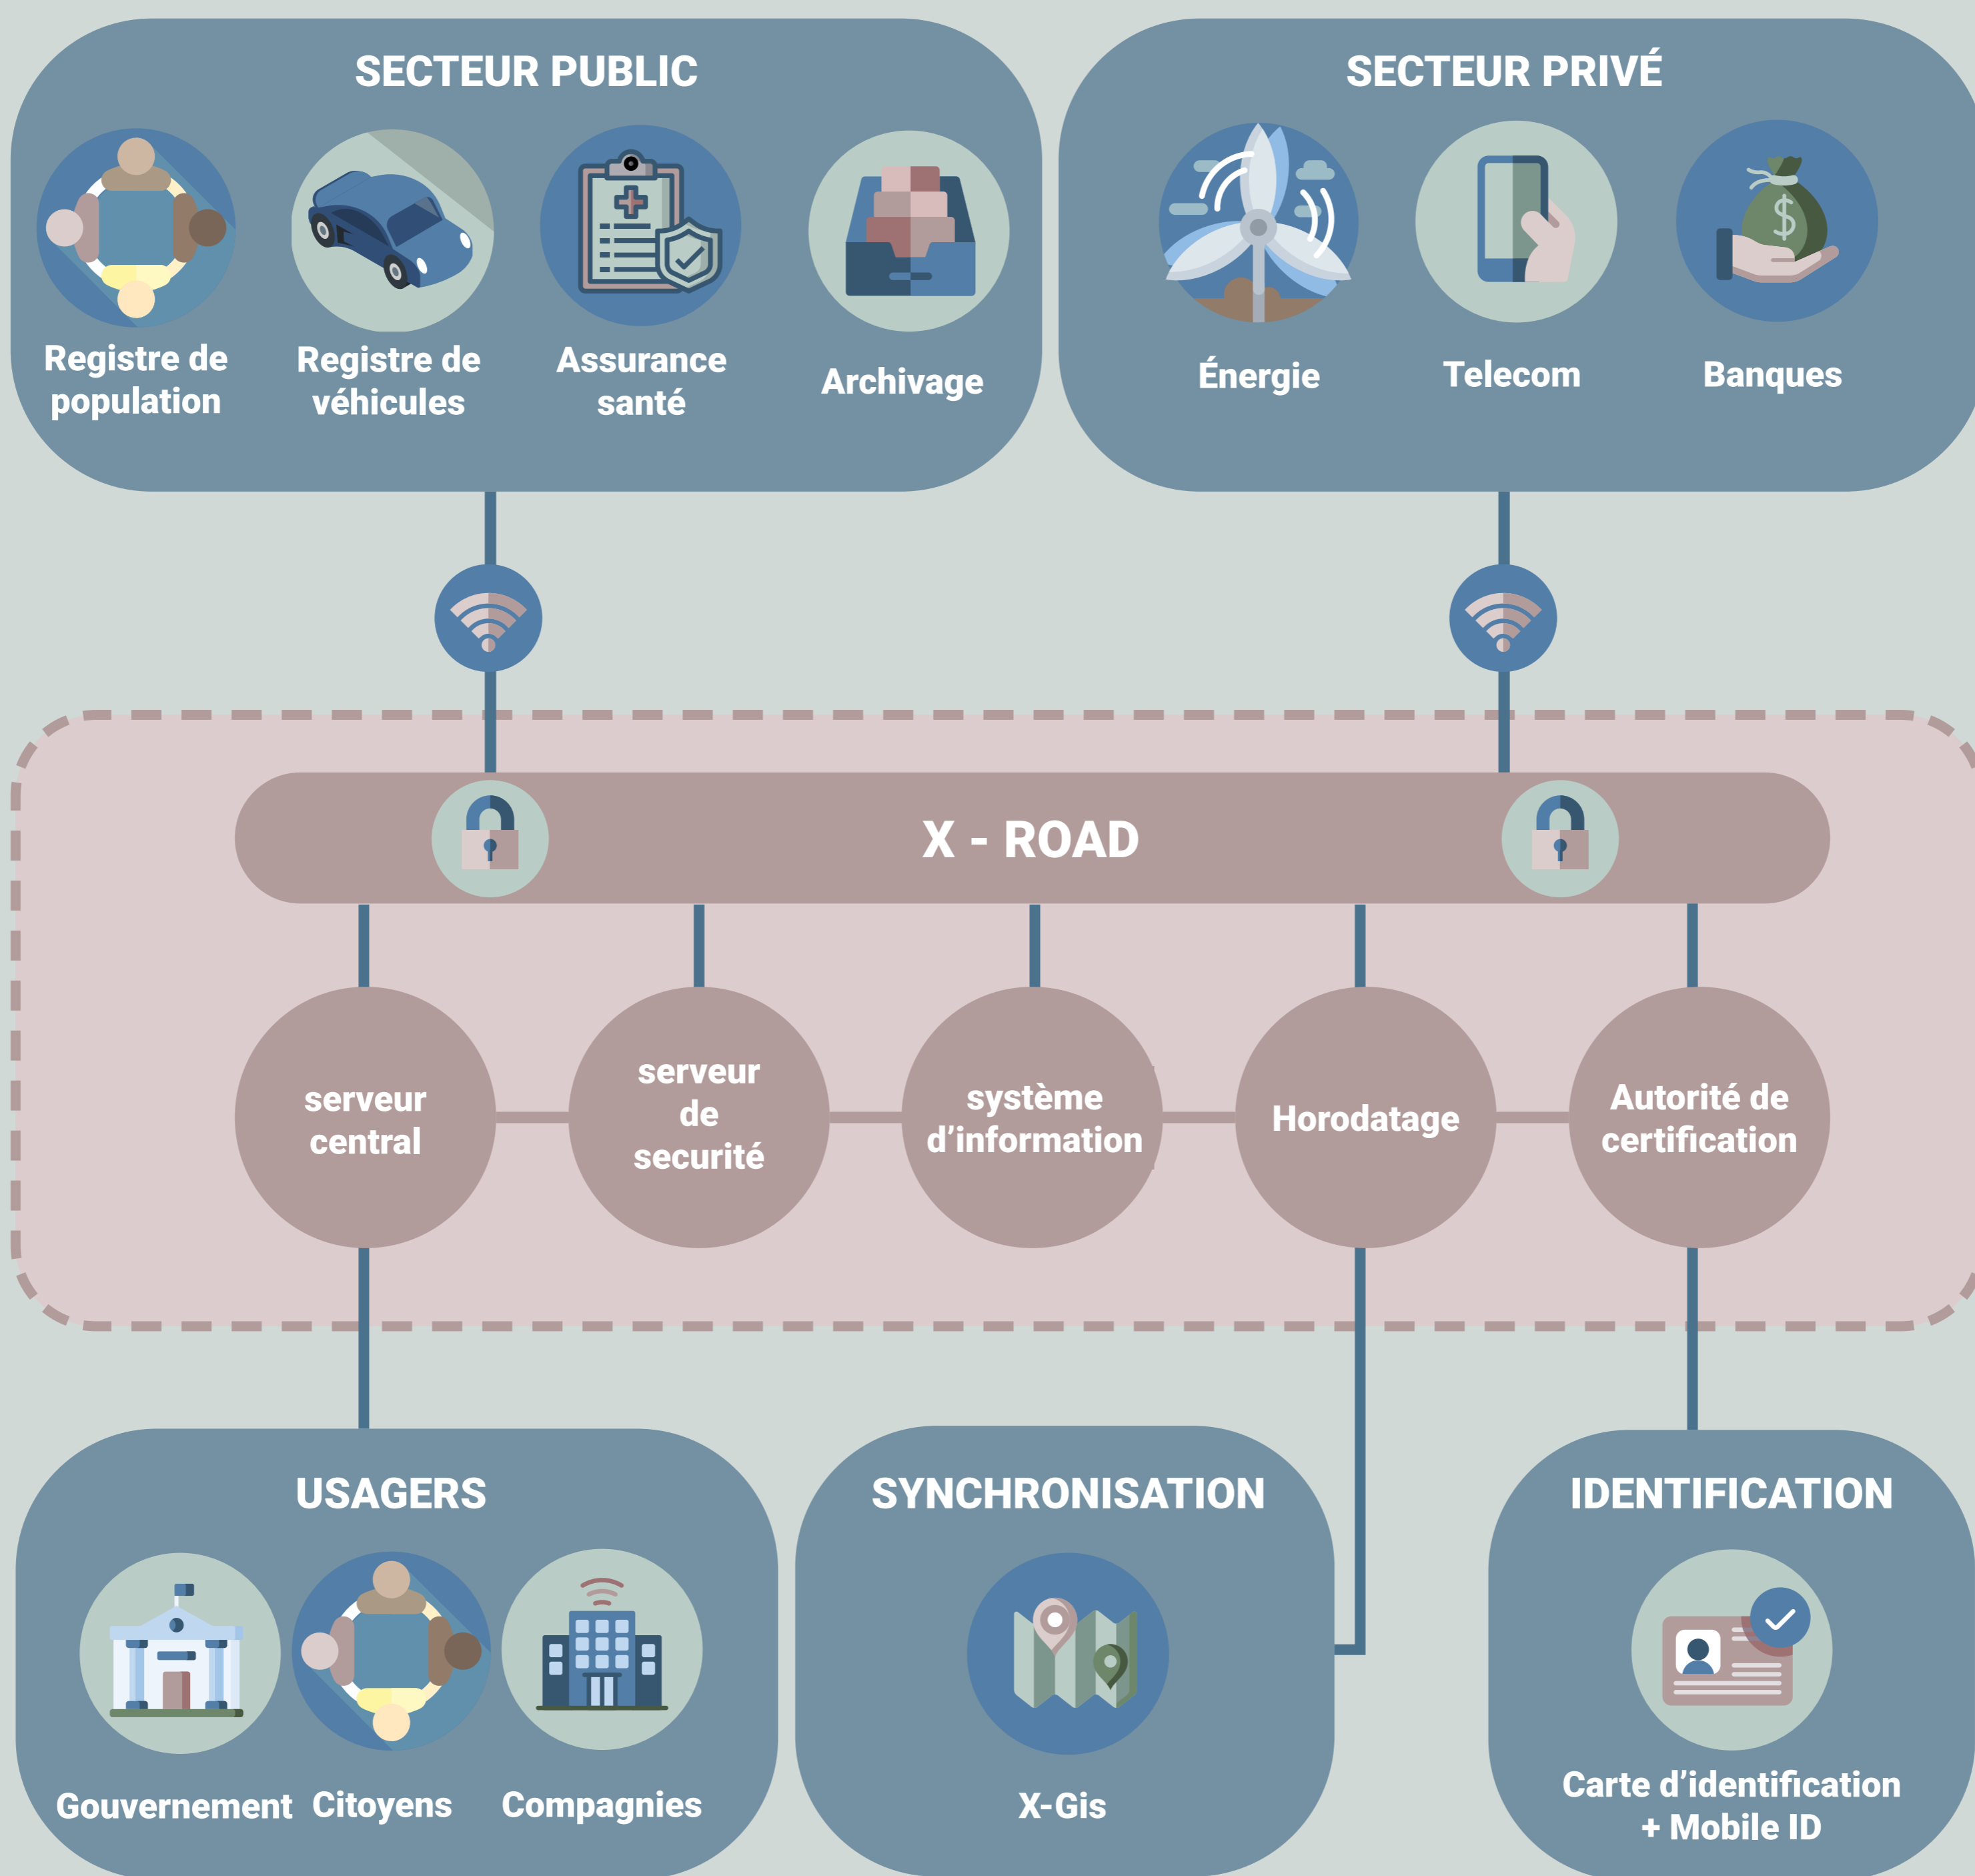 SECTEUR PUBLIC
Registre de
population
Registre de
véhicules
Assurance
santé
Archivage
SECTEUR PRIVÉ
Énergie
Telecom
Banques
X - ROAD
serveur
central
serveur
de
securité
système
d’information
Horodatage
Autorité de
certification
USAGERS
Gouvernement
Citoyens
Compagnies
SYNCHRONISATION
X-Gis
IDENTIFICATION
Carte d’identification
+ Mobile ID